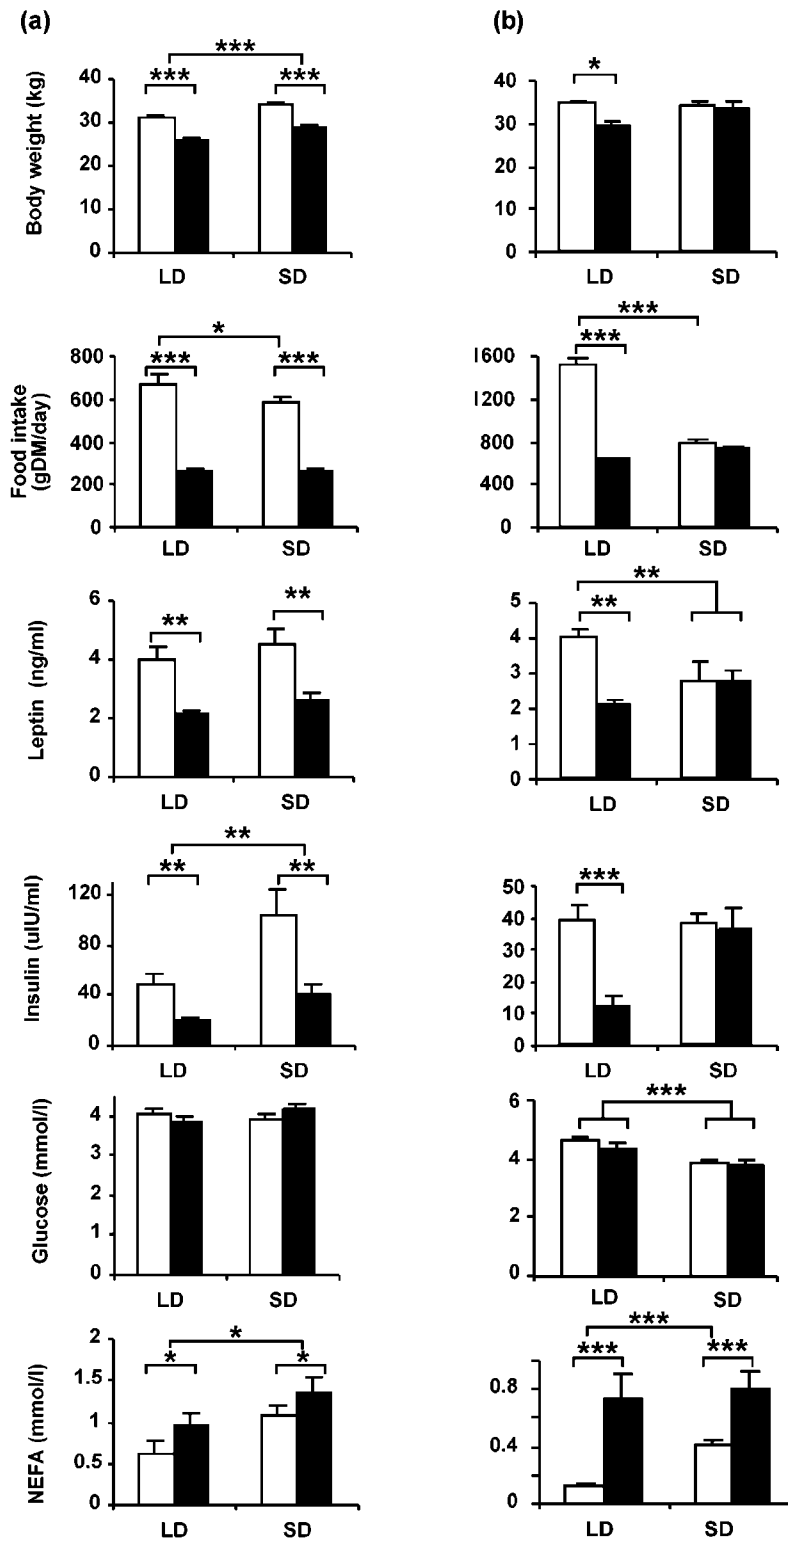 (a) (b)
*** 
*** *** *
Body weight (kg)
40 40
30 30
20 20
10 10
0 0
LD SD LD SD
* ***
*** *** ***
Food intake
(gDM/day)
800 1600
600 1200
400 800
200 400
0 0
LD SD LD SD
** **
** **
Leptin (ng/ml)
6 5
4 4
2 3
0 2
1
0
LD SD LD SD
**
** ** ***
Insulin (uIU/ml)
120 50
80 40
40 30
0 20
10
0
LD SD LD SD
***
Glucose (mmol/l)
4 6
3 4
2 2
1 0
0
LD SD LD SD
* ***
* * *** ***
NEFA (mmol/l)
2 0.8
1.5 0.4
1 0
0.5
0
LD SD LD SD